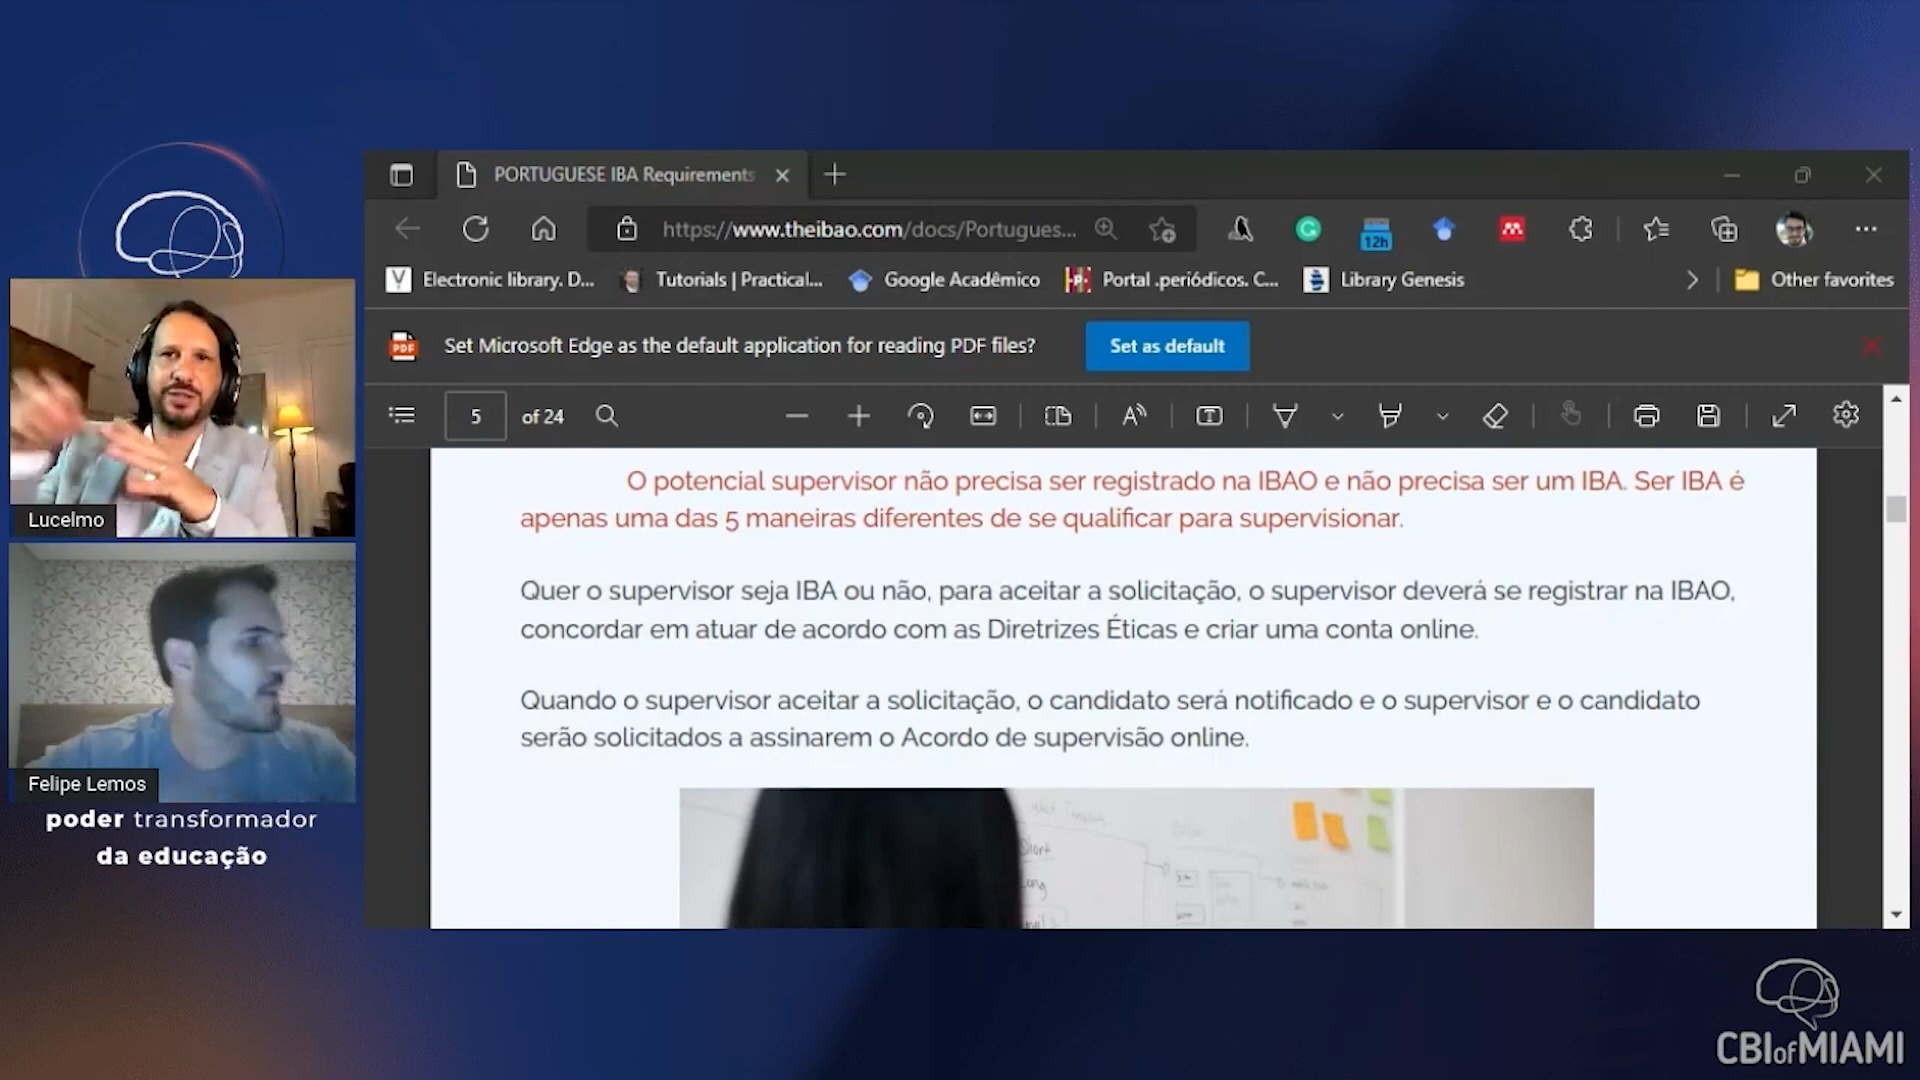 PORTUGUESE IBA Requirements
https://www.theibao.com/docs/Portugues...
12h
Electronic library. D...
Tutorials | Practical...
Google Acadêmico
Portal .periódicos. C...
Library Genesis
Other favorites
PDF
Set Microsoft Edge as the default application for reading PDF files?
Set as default
5
of 24
O potencial supervisor não precisa ser registrado na IBAO e não precisa ser um IBA. Ser IBA é
apenas uma das 5 maneiras diferentes de se qualificar para supervisionar.
Quer o supervisor seja IBA ou não, para aceitar a solicitação, o supervisor deverá se registrar na IBAO,
concordar em atuar de acordo com as Diretrizes Éticas e criar uma conta online.
Quando o supervisor aceitar a solicitação, o candidato será notificado e o supervisor e o candidato
serão solicitados a assinarem o Acordo de supervisão online.
Lucelmo
Felipe Lemos
poder transformador
da educação
CBIofMIAMI